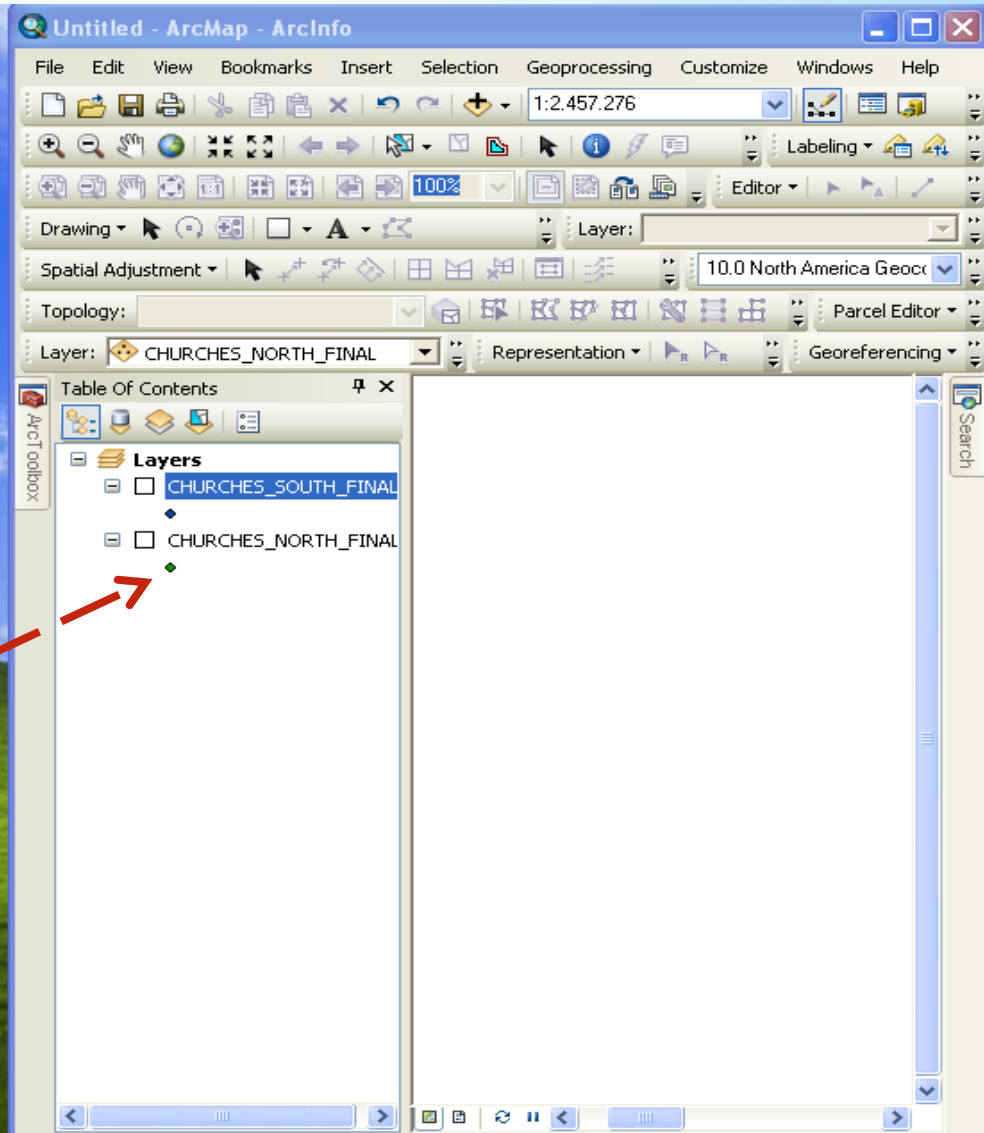 Untitled - ArcMap - ArcInfo
File Edit View Bookmarks Insert Selection Geoprocessing Customize Windows Help
1:2.457.276
Labeling
100% Editor
Drawing A Layer:
Spatial Adjustment 10.0 North America Geoc
Topology: Parcel Editor
Layer: CHURCHES_NORTH_FINAL Representation Georeferencing
Table Of Contents
ArcToolbox
Search
Layers
CHURCHES_SOUTH_FINAL
CHURCHES_NORTH_FINAL